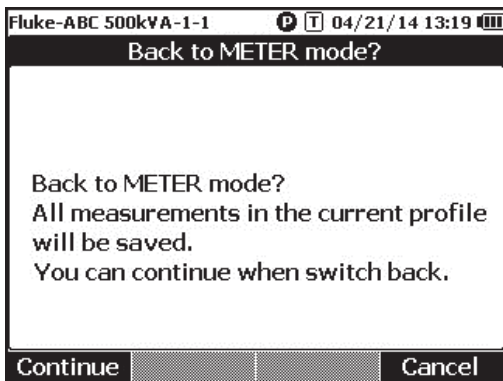 Fluke-ABC 500kVA-1-1 P T 04/21/14 13:19
Back to METER mode?
Back to METER mode?
All measurements in the current profile
will be saved.
You can continue when switch back.
Continue Cancel